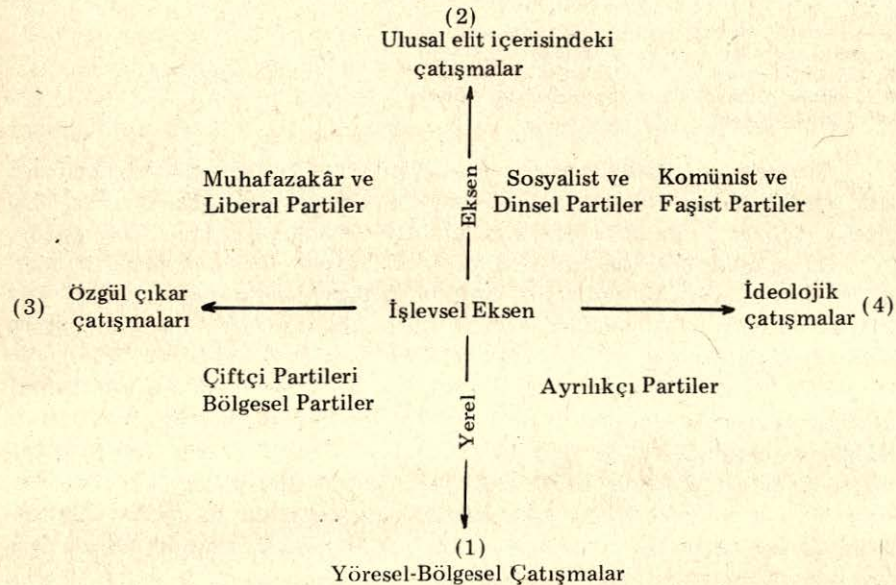 (2)
Ulusal elit içerisindeki
çatışmalar
Eksen
Muhafazakâr ve
Liberal Partiler
Sosyalist ve
Dinsel Partiler
Komünist ve
Faşist Partiler
(3)
Özgül çıkar
çatışmaları
İşlevsel Eksen
İdeolojik
çatışmalar
(4)
Çiftçi Partileri
Bölgesel Partiler
Yerel
Ayrılıkçı Partiler
(1)
Yöresel-Bölgesel Çatışmalar